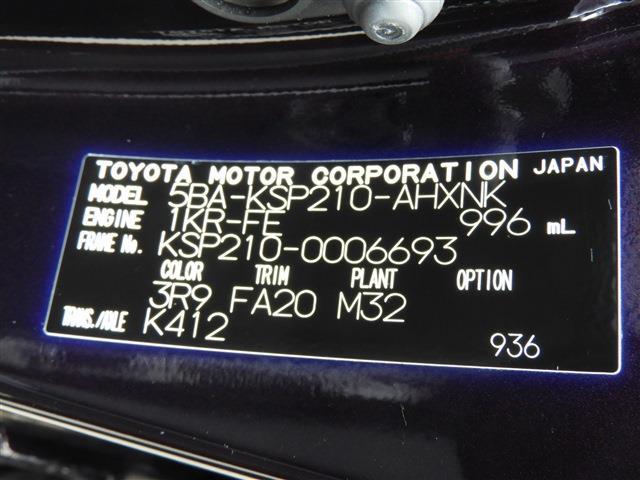 TOYOTA MOTOR CORPORATION JAPAN
MODEL 5BA-KSP210-AHXNK
ENGINE 1KR-FE 996 mL
FRAME No. KSP210-0006693
COLOR TRIM PLANT OPTION
3R9 FA20 M32
TRANS./AXLE K412
936